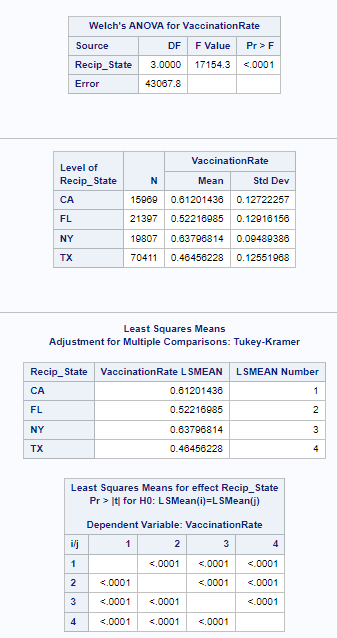 Welch's ANOVA for VaccinationRate
Source DF F Value Pr > F
Recip_State 3.0000 17154.3 <.0001
Error 43067.8
Level of Recip_State N VaccinationRate
Mean Std Dev
CA 15969 0.61201436 0.12722257
FL 21397 0.52216985 0.12916156
NY 19807 0.63796814 0.09489386
TX 70411 0.46456228 0.12551968
Least Squares Means
Adjustment for Multiple Comparisons: Tukey-Kramer
Recip_State VaccinationRate LSMEAN LSMEAN Number
CA 0.61201436 1
FL 0.52216985 2
NY 0.63796814 3
TX 0.46456228 4
Least Squares Means for effect Recip_State
Pr > |t| for H0: LSMean(i)=LSMean(j)
Dependent Variable: VaccinationRate
i/j 1 2 3 4
1 <.0001 <.0001 <.0001
2 <.0001 <.0001 <.0001
3 <.0001 <.0001 <.0001
4 <.0001 <.0001 <.0001